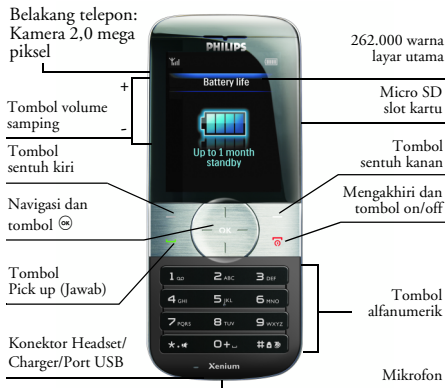 Belakang telepon:
Kamera 2,0 mega
piksel
+
Tombol volume
samping
-
Tombol
sentuh kiri
Navigasi dan
tombol OK
Tombol
Pick up (Jawab)
Konektor Headset/
Charger/Port USB
PHILIPS
Battery life
Up to 1 month
standby
OK
1
2 ABC
3 DEF
4 GHI
5 JKL
6 MNO
7 PQRS
8 TUV
9 WXYZ
*
0 +
#
Xenium
262.000 warna
layar utama
Micro SD
slot kartu
Tombol
sentuh kanan
Mengakhiri dan
tombol on/off
Tombol
alfanumerik
Mikrofon